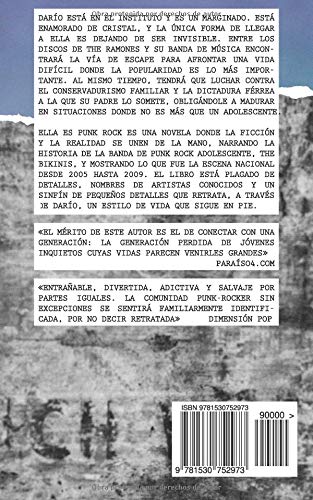 DARÍO ESTÁ EN EL INSTITUTO Y ES UN MARGINADO. ESTÁ
ENAMORADO DE CRISTAL, Y LA ÚNICA FORMA DE LLEGAR
A ELLA ES DEJANDO DE SER INVISIBLE. ENTRE LOS
DISCOS DE THE RAMONES Y SU BANDA DE MÚSICA ENCON-
TRARÁ LA VÍA DE ESCAPE PARA AFRONTAR UNA VIDA
DIFÍCIL DONDE LA POPULARIDAD ES LO MÁS IMPOR-
TANTE. AL MISMO TIEMPO, TENDRÁ QUE LUCHAR CONTRA
EL CONSERVADURISMO FAMILIAR Y LA DICTADURA FÉRREA
A LA QUE SU PADRE LO SOMETE, OBLIGÁNDOLE A MADURAR
EN SITUACIONES DONDE NO ES MÁS QUE UN ADOLESCENTE.
ELLA ES PUNK ROCK ES UNA NOVELA DONDE LA FICCIÓN
Y LA REALIDAD SE UNEN DE LA MANO, NARRANDO LA
HISTORIA DE LA BANDA DE PUNK ROCK ADOLESCENTE, THE
BIKINIS, Y MOSTRANDO LO QUE FUE LA ESCENA NACIONAL
DESDE 2005 HASTA 2009. EL LIBRO ESTÁ PLAGADO DE
DETALLES, NOMBRES DE ARTISTAS CONOCIDOS Y UN
SINFÍN DE PEQUEÑOS DETALLES QUE RETRATA, A TRAVÉS
DE DARÍO, UN ESTILO DE VIDA QUE SIGUE EN PIE.
«EL MÉRITO DE ESTE AUTOR ES EL DE CONECTAR CON UNA
GENERACIÓN: LA GENERACIÓN PERDIDA DE JÓVENES
INQUIETOS CUYAS VIDAS PARECEN VENIRLES GRANDES»
PARAÍSO4.COM
«ENTRAÑABLE, DIVERTIDA, ADICTIVA Y SALVAJE POR
PARTES IGUALES. LA COMUNIDAD PUNK-ROCKER SIN
EXCEPCIONES SE SENTIRÁ FAMILIARMENTE IDENTIFI-
CADA, POR NO DECIR RETRATADA» DIMENSIÓN POP
ISBN 9781530752973
90000 >
9 781530 752973